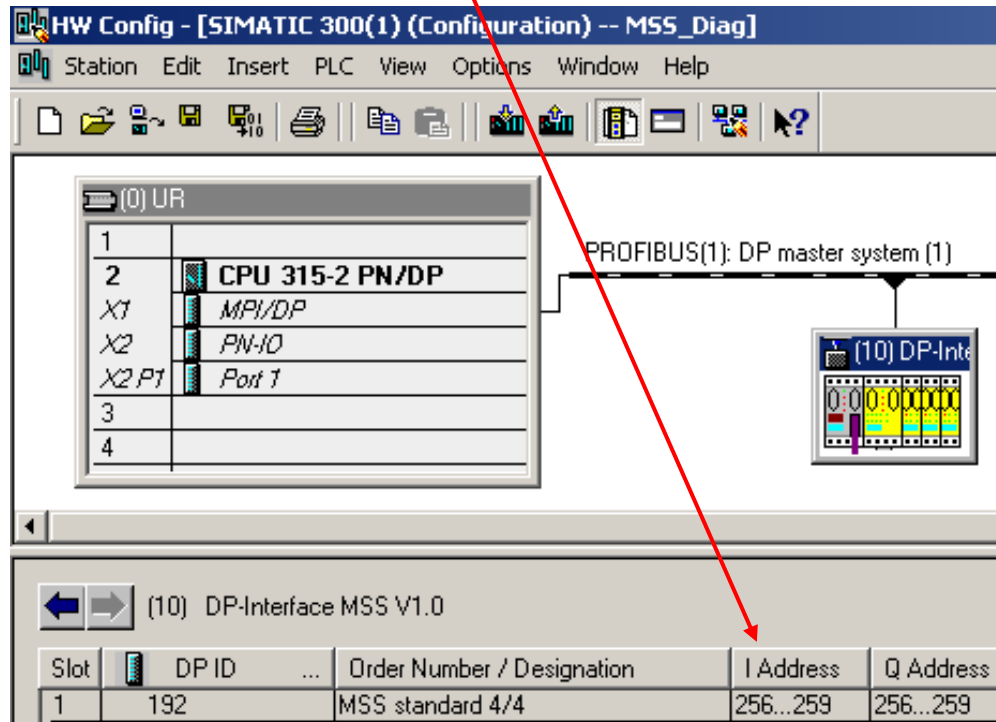 HW Config - [SIMATIC 300(1) (Configuration) -- MSS_Diag]
Station Edit Insert PLC View Options Window Help
(0) UR
1
2 CPU 315-2 PN/DP
X1 MPI/DP
X2 PN-IO
X2 P1 Port 1
3
4
PROFIBUS(1): DP master system (1)
(10) DP-Inte
(10) DP-Interface MSS V1.0
Slot DP ID ... Order Number / Designation I Address Q Address
1 192 MSS standard 4/4 256...259 256...259